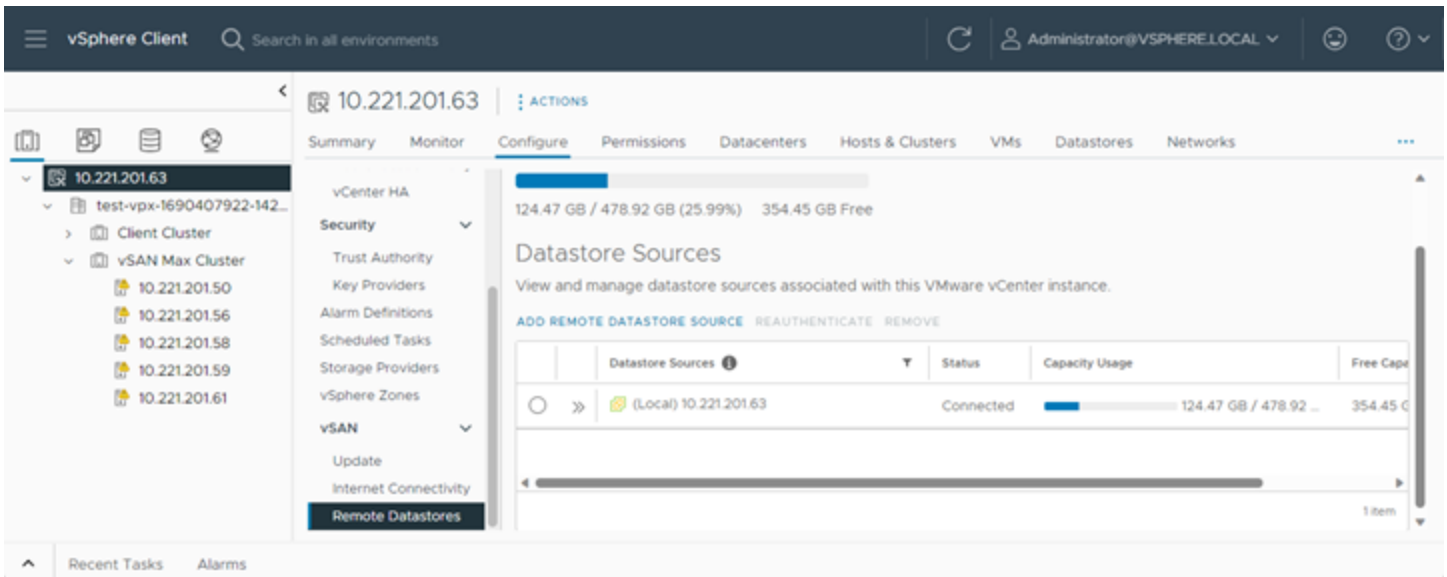 vSphere Client Search in all environments Administrator@VSPHERE.LOCAL
10.221.201.63 ACTIONS
Summary Monitor Configure Permissions Datacenters Hosts & Clusters VMs Datastores Networks
10.221.201.63
test-vpx-1690407922-142...
Client Cluster
vSAN Max Cluster
10.221.201.50
10.221.201.56
10.221.201.58
10.221.201.59
10.221.201.61
vCenter HA
Security
Trust Authority
Key Providers
Alarm Definitions
Scheduled Tasks
Storage Providers
vSphere Zones
vSAN
Update
Internet Connectivity
Remote Datastores
124.47 GB / 478.92 GB (25.99%) 354.45 GB Free
Datastore Sources
View and manage datastore sources associated with this VMware vCenter instance.
ADD REMOTE DATASTORE SOURCE REAUTHENTICATE REMOVE
Datastore Sources Status Capacity Usage Free Capa
(Local) 10.221.201.63 Connected 124.47 GB / 478.92 ... 354.45 G
1 item
Recent Tasks Alarms